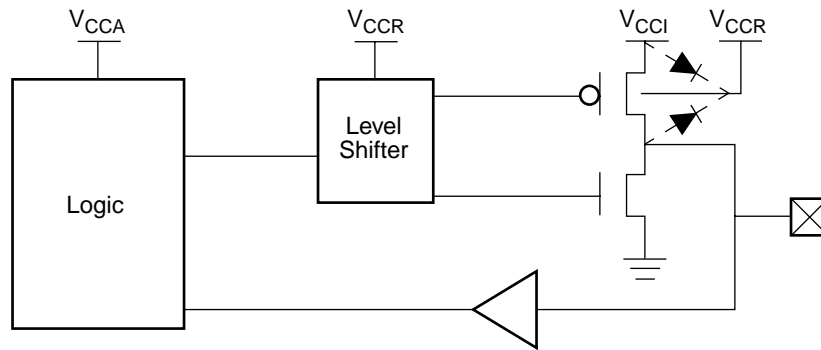 VCCA
VCCR
VCCI
VCCR
Level
Shifter
Logic